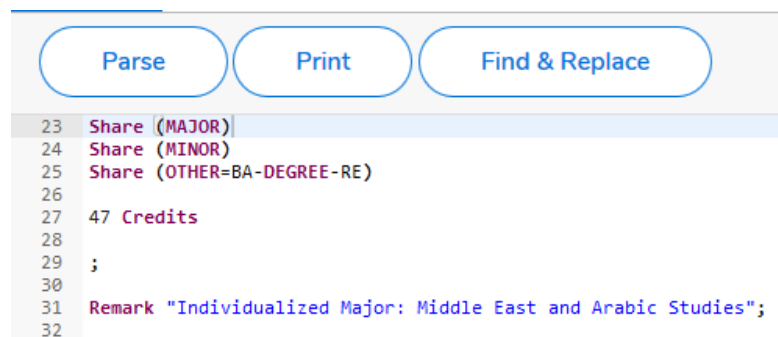 Parse Print Find & Replace
23 Share (MAJOR)
24 Share (MINOR)
25 Share (OTHER=BA-DEGREE-RE)
26
27 47 Credits
28
29 ;
30
31 Remark "Individualized Major: Middle East and Arabic Studies";
32